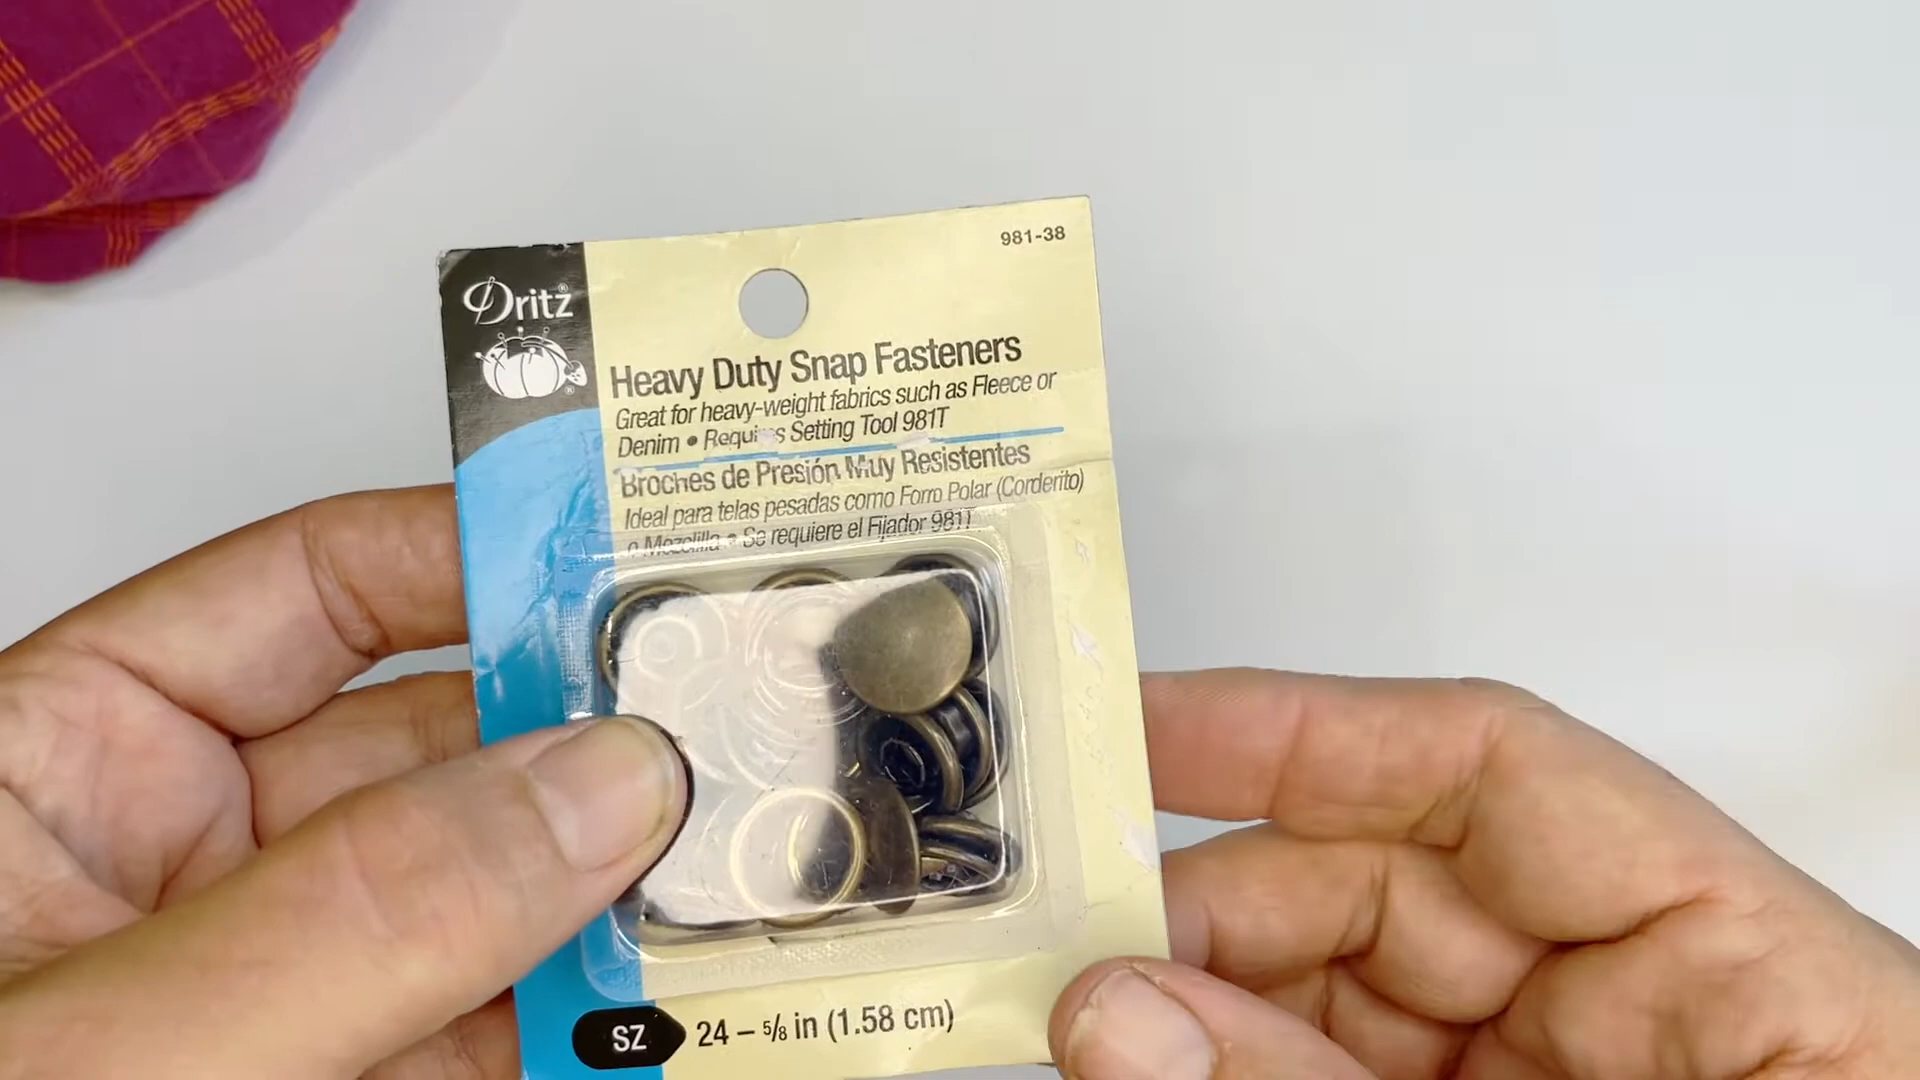 981-38
Dritz®
®
Heavy Duty Snap Fasteners
Great for heavy-weight fabrics such as Fleece or
Denim • Requires Setting Tool 981T
Broches de Presión Muy Resistentes
Ideal para telas pesadas como Forro Polar (Corderito)
o Mezclilla • Se requiere el Fijador 981T
SZ 24 – 5/8 in (1.58 cm)